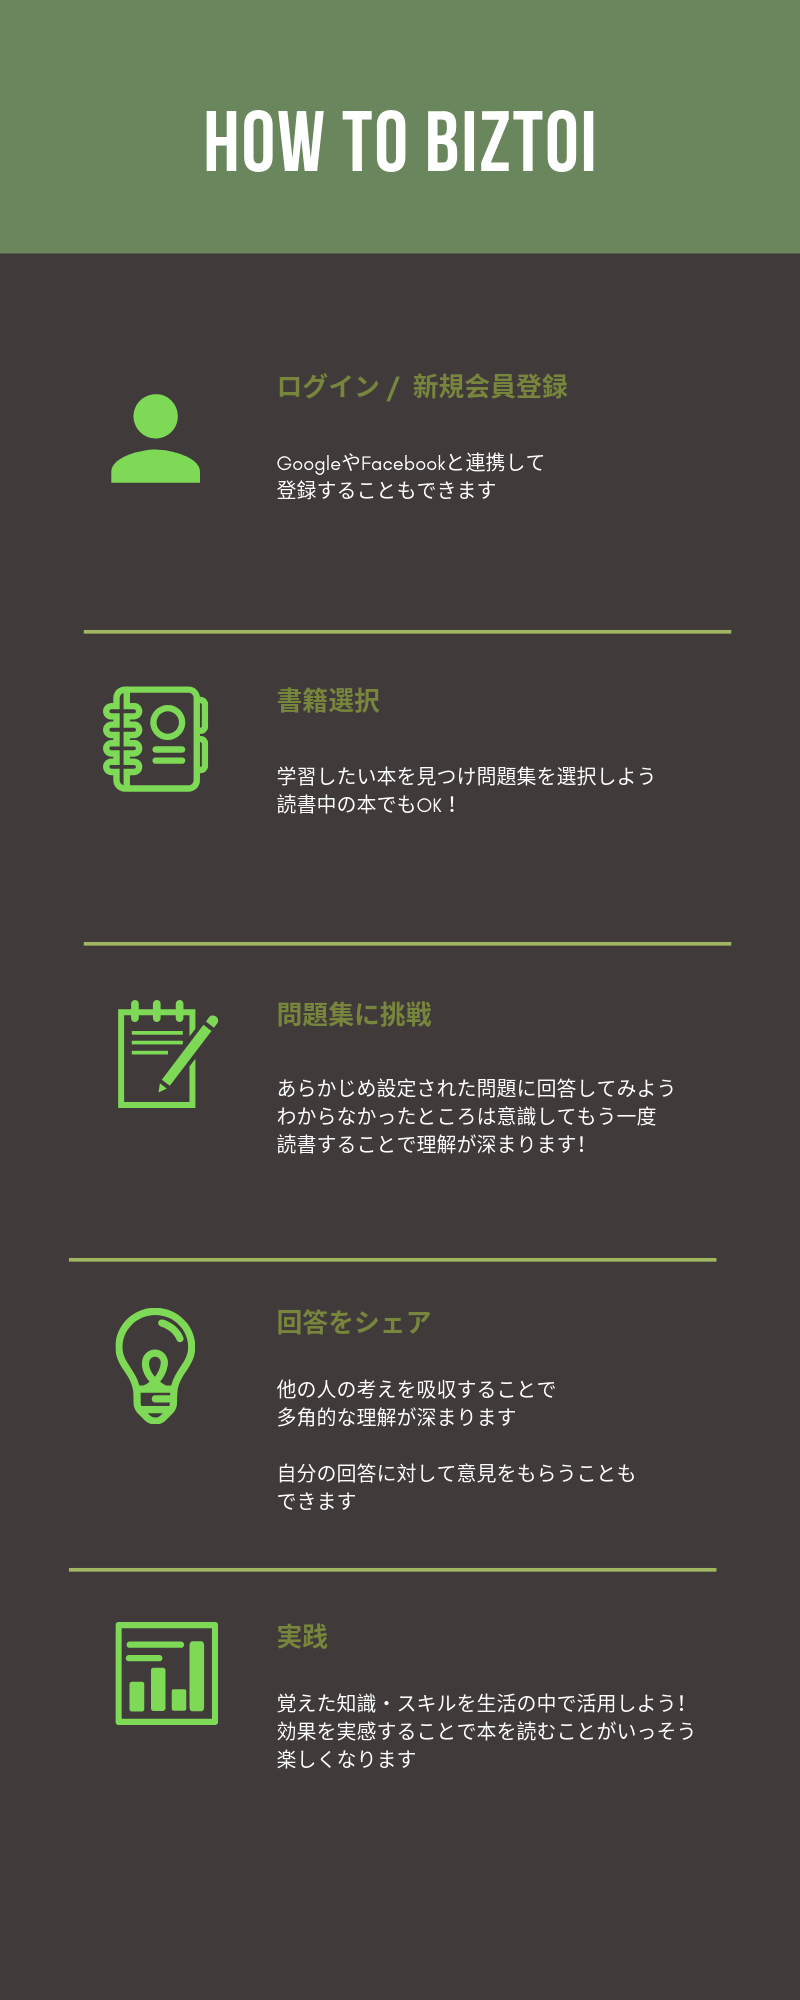 HOW TO BIZTOI
ログイン / 新規会員登録
GoogleやFacebookと連携して
登録することもできます
書籍選択
学習したい本を見つけ問題集を選択しよう
読書中の本でもOK！
問題集に挑戦
あらかじめ設定された問題に回答してみよう
わからなかったところは意識してもう一度
読書することで理解が深まります!
回答をシェア
他の人の考えを吸収することで
多角的な理解が深まります
自分の回答に対して意見をもらうことも
できます
実践
覚えた知識・スキルを生活の中で活用しよう!
効果を実感することで本を読むことがいっそう
楽しくなります